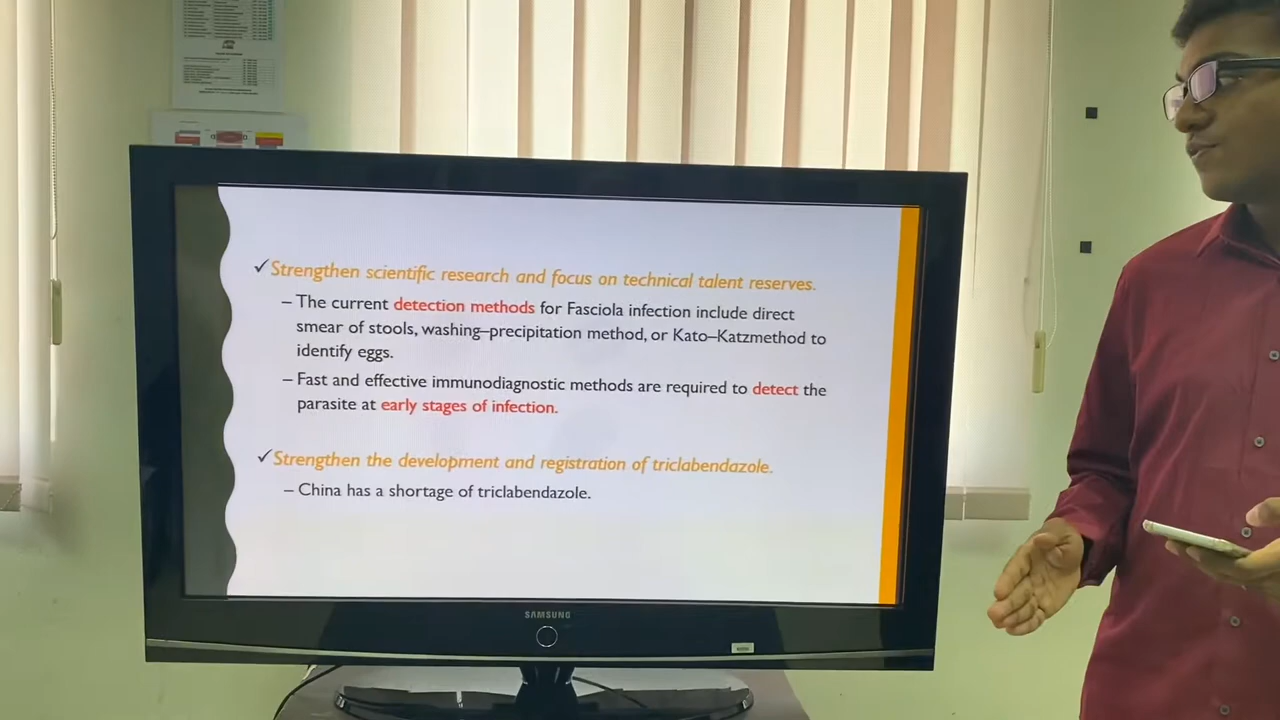 ✓Strengthen scientific research and focus on technical talent reserves.
– The current detection methods for Fasciola infection include direct
smear of stools, washing–precipitation method, or Kato–Katzmethod to
identify eggs.
– Fast and effective immunodiagnostic methods are required to detect the
parasite at early stages of infection.
✓Strengthen the development and registration of triclabendazole.
– China has a shortage of triclabendazole.
SAMSUNG